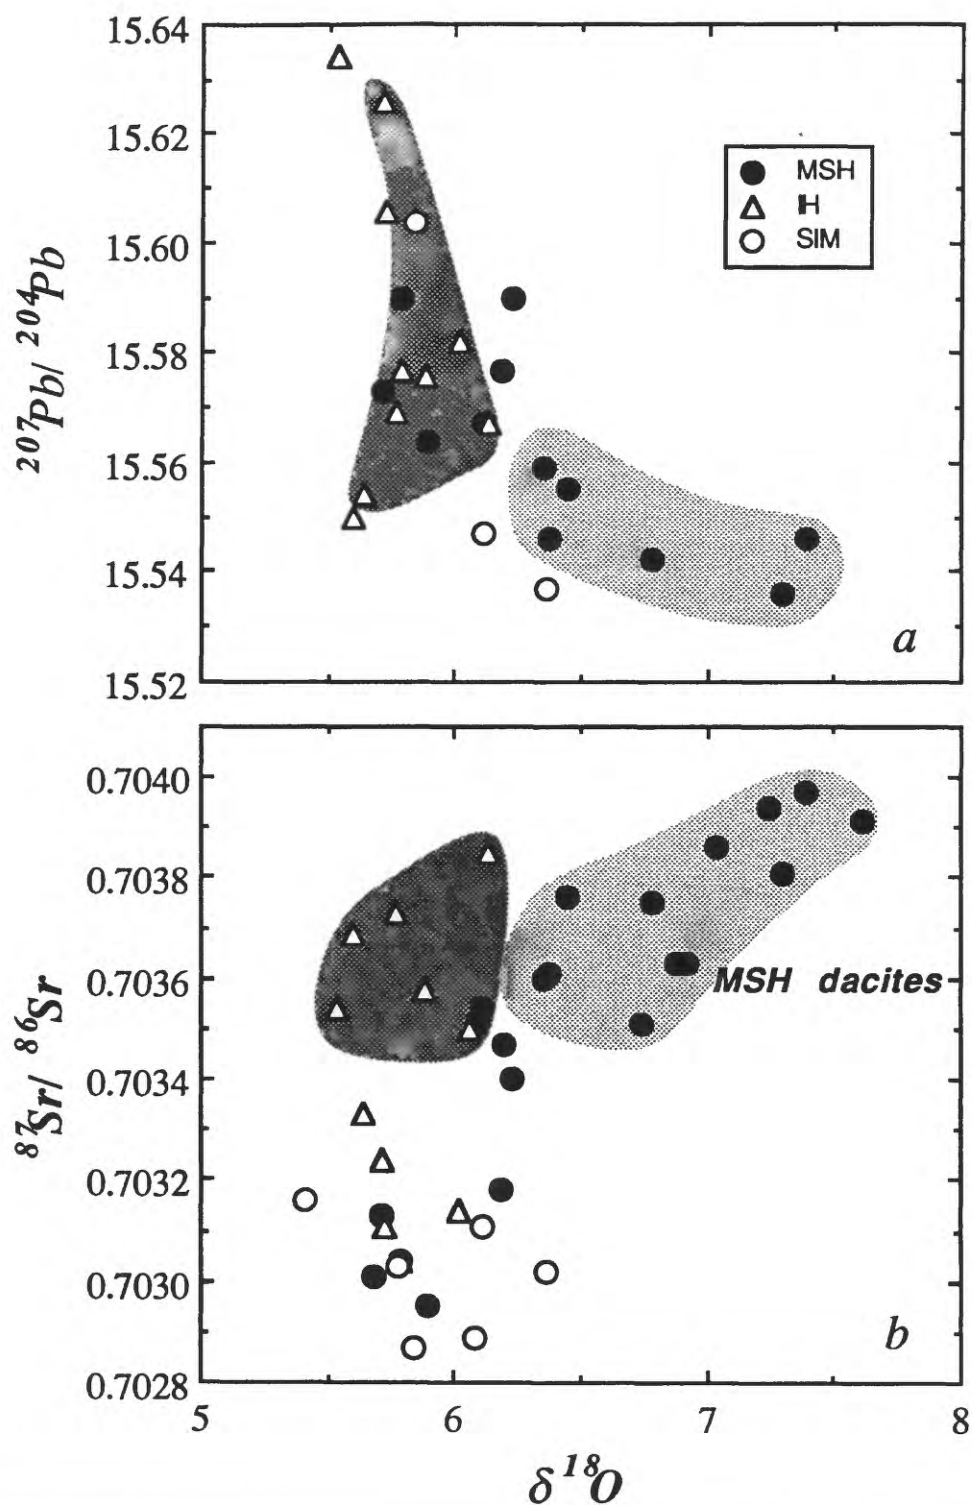 15.64
15.62
15.60
15.58
15.56
15.54
15.52
207Pb/ 204Pb
MSH
IH
SIM
a
0.7040
0.7038
0.7036
0.7034
0.7032
0.7030
0.7028
87Sr/ 86Sr
MSH dacites
b
5 6 7 8
δ 18O